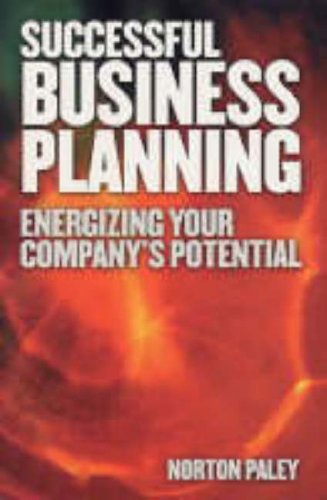 SUCCESSFUL
BUSINESS
PLANNING
ENERGIZING YOUR
COMPANY'S POTENTIAL
NORTON PALEY